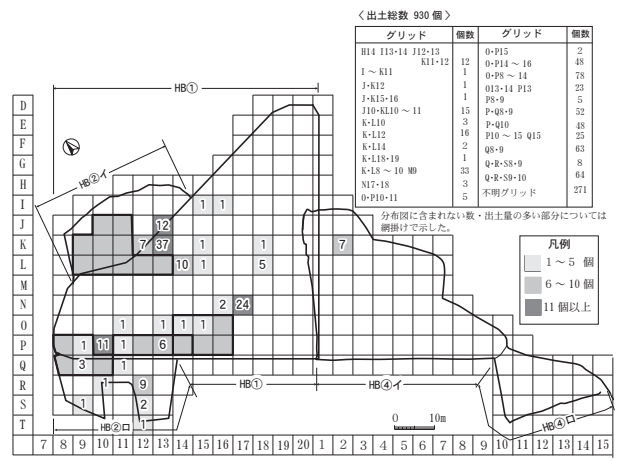 〈 出土総数 930 個 〉
グリッド 個数 グリッド 個数
H14 I13・14 J12・13
K11・12 12
I ～ K11 1
J・K12 1
J・K15・16 1
J10・KL10 ～ 11 15
K・L10 3
K・L12 16
K・L14 2
K・L18・19 1
K・L8 ～ 10 M9 33
N17・18 3
O・P10・11 5
O・P15 2
O・P14 ～ 16 48
O・P8 ～ 14 78
O13・14 P13 23
P8・9 5
P・Q8・9 52
P・Q10 48
P10 ～ 15 Q15 25
Q8・9 63
Q・R・S8・9 8
Q・R・S9・10 64
不明グリッド 271
分布図に含まれない数・出土量の多い部分については
網掛けで示した。
凡例
1 ～ 5 個
6 ～ 10 個
11 個以上
HB①
HB②イ
D
E
F
G
H
I 1 1
J 12
K 7 37 1 1 7
L 10 1 5
M
N 2 24
O 1 1 1 1
P 1 11 1 6
Q 3 1
R 1 9
S 1 2
T 1
HB②ロ
HB①
HB④イ
HB④ロ
0 10m
7 8 9 10 11 12 13 14 15 16 17 18 19 20 1 2 3 4 5 6 7 8 9 10 11 12 13 14 15